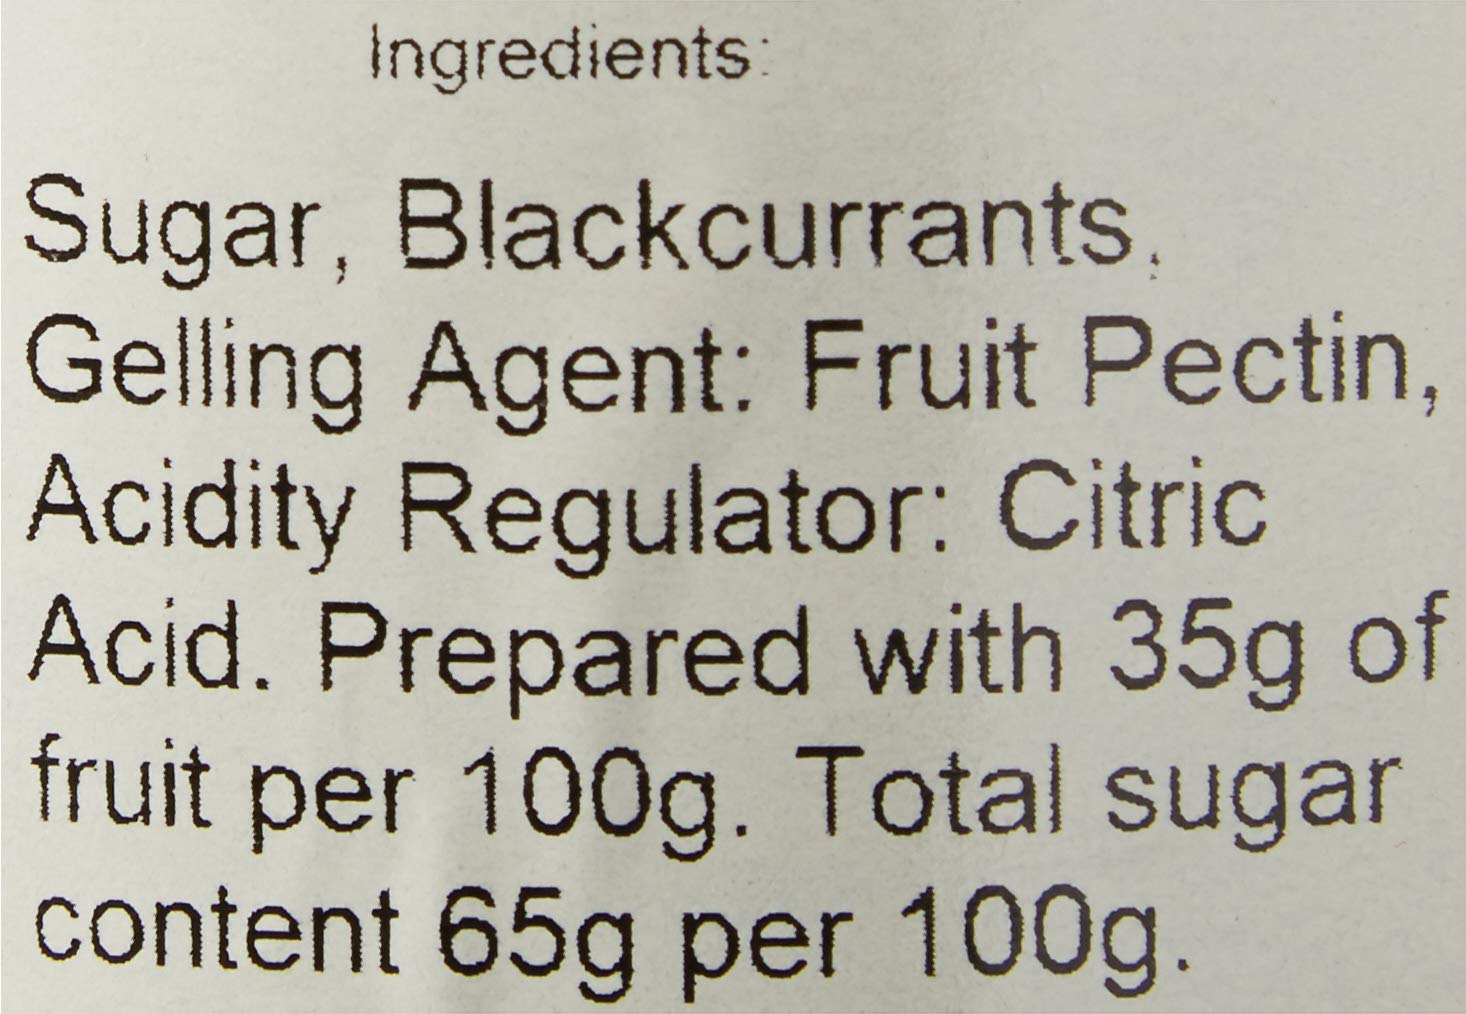 Ingredients:
Sugar, Blackcurrants,
Gelling Agent: Fruit Pectin,
Acidity Regulator: Citric
Acid. Prepared with 35g of
fruit per 100g. Total sugar
content 65g per 100g.